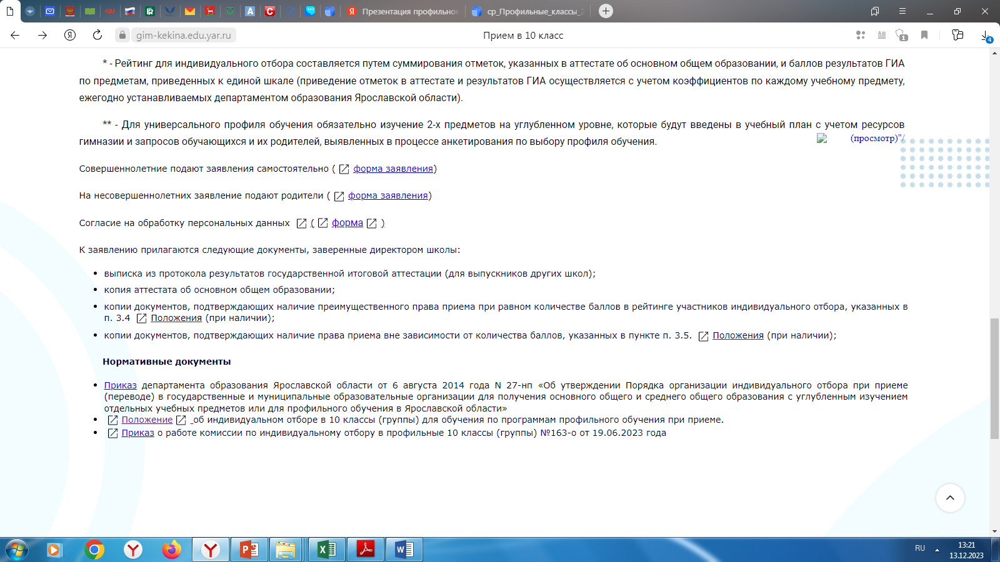 Презентация профильное
ср_Профильные_классы_2
gim-kekina.edu.yar.ru
Прием в 10 класс
1
4
* - Рейтинг для индивидуального отбора составляется путем суммирования отметок, указанных в аттестате об основном общем образовании, и баллов результатов ГИА
по предметам, приведенных к единой шкале (приведение отметок в аттестате и результатов ГИА осуществляется с учетом коэффициентов по каждому учебному предмету,
ежегодно устанавливаемых департаментом образования Ярославской области).
** - Для универсального профиля обучения обязательно изучение 2-х предметов на углубленном уровне, которые будут введены в учебный план с учетом ресурсов
гимназии и запросов обучающихся и их родителей, выявленных в процессе анкетирования по выбору профиля обучения.
(просмотр)"/
Совершеннолетние подают заявления самостоятельно ( форма заявления)
На несовершеннолетних заявление подают родители ( форма заявления)
Согласие на обработку персональных данных ( форма )
К заявлению прилагаются следующие документы, заверенные директором школы:
• выписка из протокола результатов государственной итоговой аттестации (для выпускников других школ);
• копия аттестата об основном общем образовании;
• копии документов, подтверждающих наличие преимущественного права приема при равном количестве баллов в рейтинге участников индивидуального отбора, указанных в
п. 3.4 Положения (при наличии);
• копии документов, подтверждающих наличие права приема вне зависимости от количества баллов, указанных в пункте п. 3.5. Положения (при наличии);
Нормативные документы
• Приказ департамента образования Ярославской области от 6 августа 2014 года N 27-нп «Об утверждении Порядка организации индивидуального отбора при приеме
(переводе) в государственные и муниципальные образовательные организации для получения основного общего и среднего общего образования с углубленным изучением
отдельных учебных предметов или для профильного обучения в Ярославской области»
• Положение об индивидуальном отборе в 10 классы (группы) для обучения по программам профильного обучения при приеме.
• Приказ о работе комиссии по индивидуальному отбору в профильные 10 классы (группы) №163-о от 19.06.2023 года
RU
13:21
13.12.2023